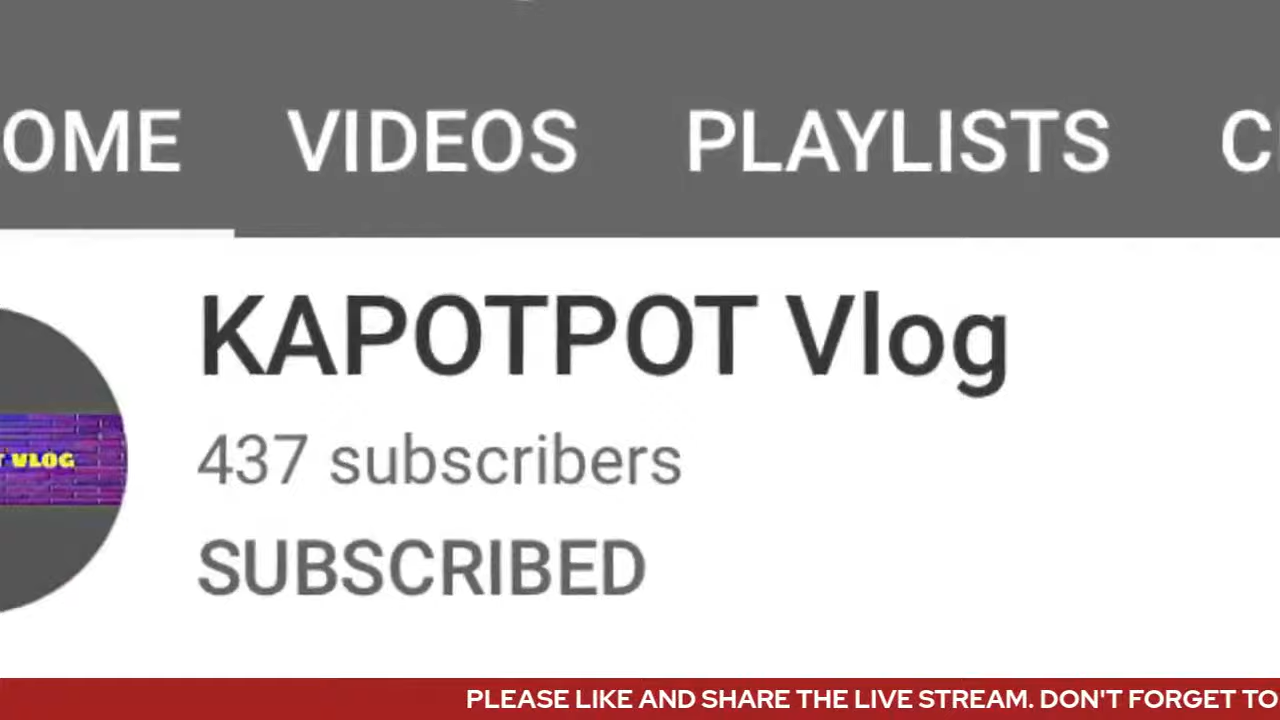 OME VIDEOS PLAYLISTS C
KAPOTPOT Vlog
VLOG
437 subscribers
SUBSCRIBED
PLEASE LIKE AND SHARE THE LIVE STREAM. DON'T FORGET TO